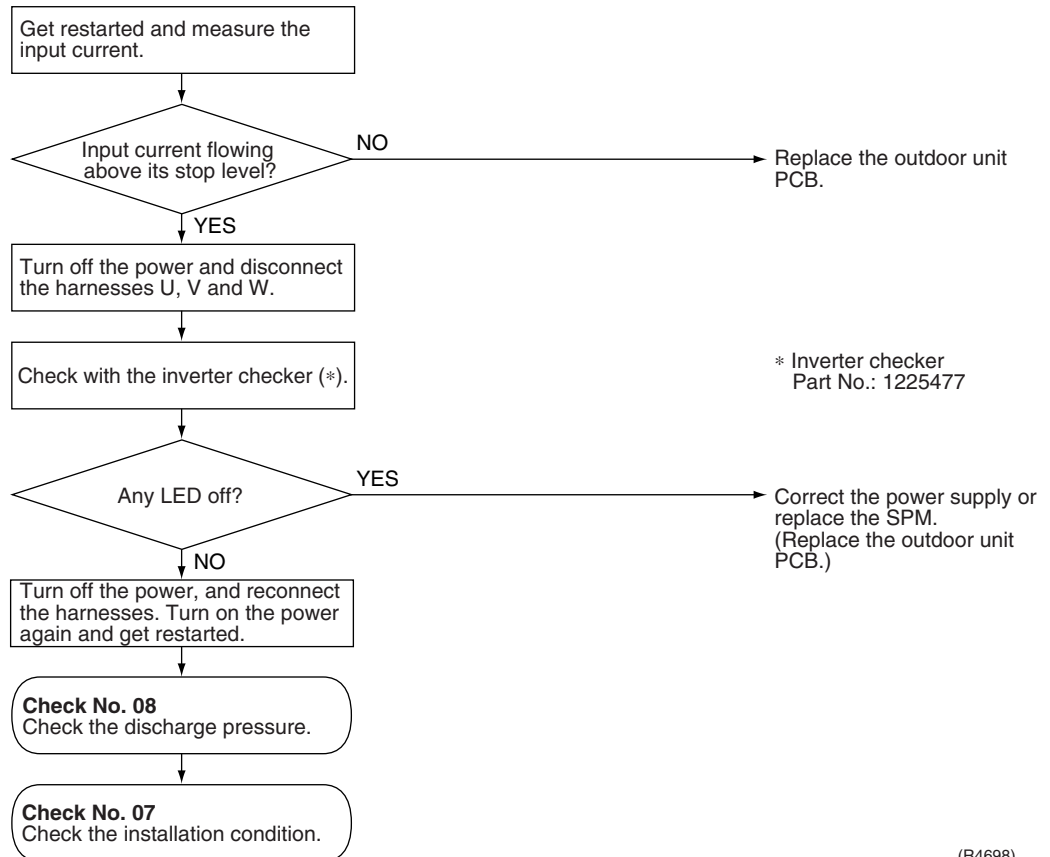 Get restarted and measure the
input current.
Input current flowing
above its stop level?
NO
Replace the outdoor unit
PCB.
YES
Turn off the power and disconnect
the harnesses U, V and W.
Check with the inverter checker (*).
* Inverter checker
Part No.: 1225477
Any LED off?
YES
Correct the power supply or
replace the SPM.
(Replace the outdoor unit
PCB.)
NO
Turn off the power, and reconnect
the harnesses. Turn on the power
again and get restarted.
Check No. 08
Check the discharge pressure.
Check No. 07
Check the installation condition.
(R4698)